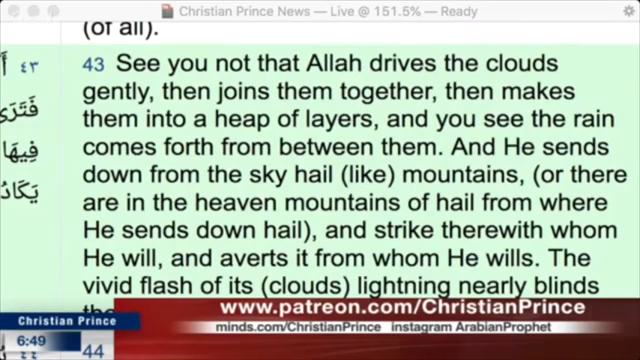 Christian Prince News — Live @ 151.5% — Ready
(of all).
٤٣
43 See you not that Allah drives the clouds
gently, then joins them together, then makes
فَتَرَى
them into a heap of layers, and you see the rain
comes forth from between them. And He sends
فِيهَا
down from the sky hail (like) mountains, (or there
يَكَادُ
are in the heaven mountains of hail from where
He sends down hail), and strike therewith whom
He will, and averts it from whom He wills. The
vivid flash of its (clouds) lightning nearly blinds
www.patreon.com/ChristianPrince
Christian Prince
minds.com/ChristianPrince instagram ArabianProphet
6:49
44